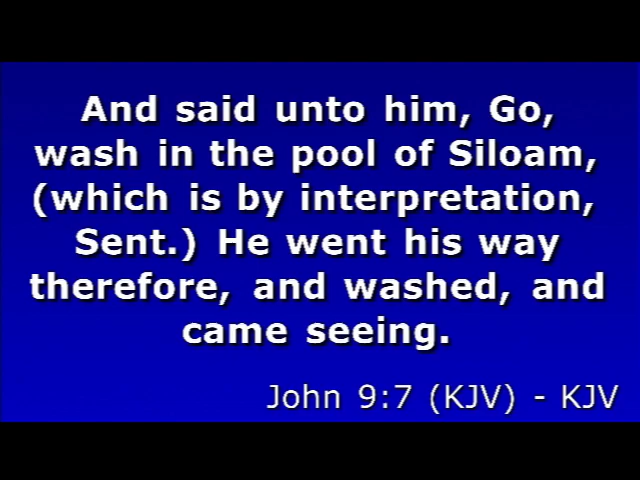 And said unto him, Go,
wash in the pool of Siloam,
(which is by interpretation,
Sent.) He went his way
therefore, and washed, and
came seeing.
John 9:7 (KJV) - KJV